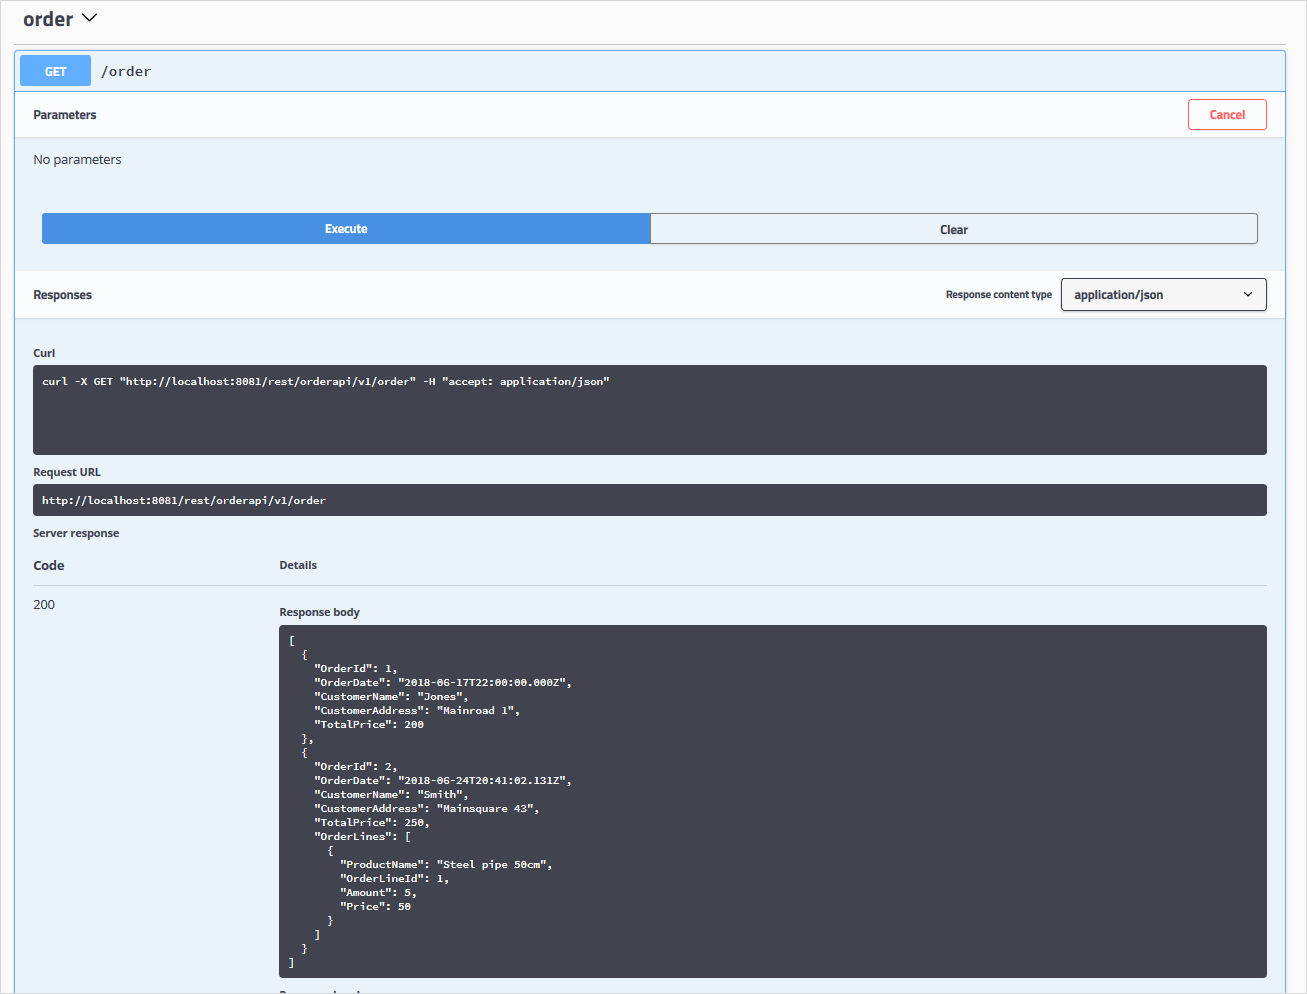 order
GET /order
Parameters Cancel
No parameters
Execute Clear
Responses Response content type application/json
Curl
curl -X GET "http://localhost:8081/rest/orderapi/v1/order" -H "accept: application/json"
Request URL
http://localhost:8081/rest/orderapi/v1/order
Server response
Code Details
200
Response body
[
  {
    "OrderId": 1,
    "OrderDate": "2018-06-17T22:00:00.000Z",
    "CustomerName": "Jones",
    "CustomerAddress": "Mainroad 1",
    "TotalPrice": 200
  },
  {
    "OrderId": 2,
    "OrderDate": "2018-06-24T20:41:02.131Z",
    "CustomerName": "Smith",
    "CustomerAddress": "Mainsquare 43",
    "TotalPrice": 250,
    "OrderLines": [
      {
        "ProductName": "Steel pipe 50cm",
        "OrderLineId": 1,
        "Amount": 5,
        "Price": 50
      }
    ]
  }
]